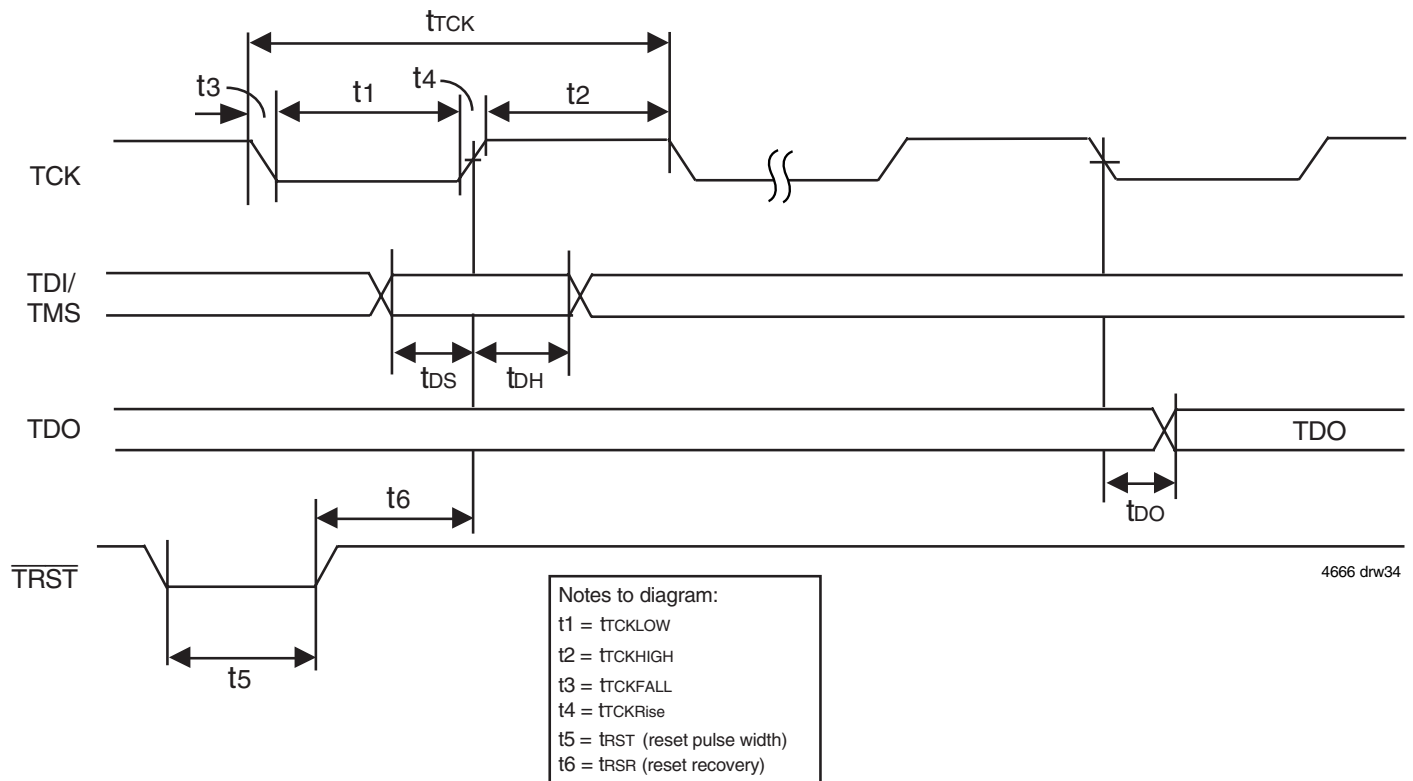 tTCK
t3
t1
t4
t2
TCK
TDI/
TMS
tDS
tDH
TDO
TDO
t6
tDO
TRST
4666 drw34
t5
Notes to diagram:
t1 = tTCKLOW
t2 = tTCKHIGH
t3 = tTCKFALL
t4 = tTCKRise
t5 = tRST (reset pulse width)
t6 = tRSR (reset recovery)